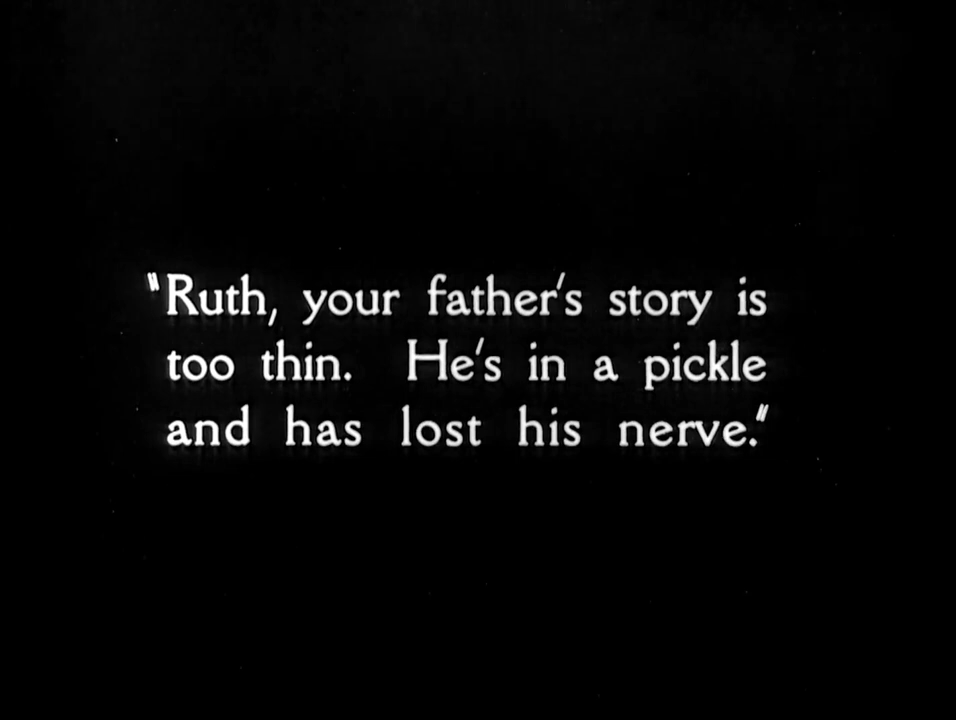 "Ruth, your father's story is
too thin. He's in a pickle
and has lost his nerve."